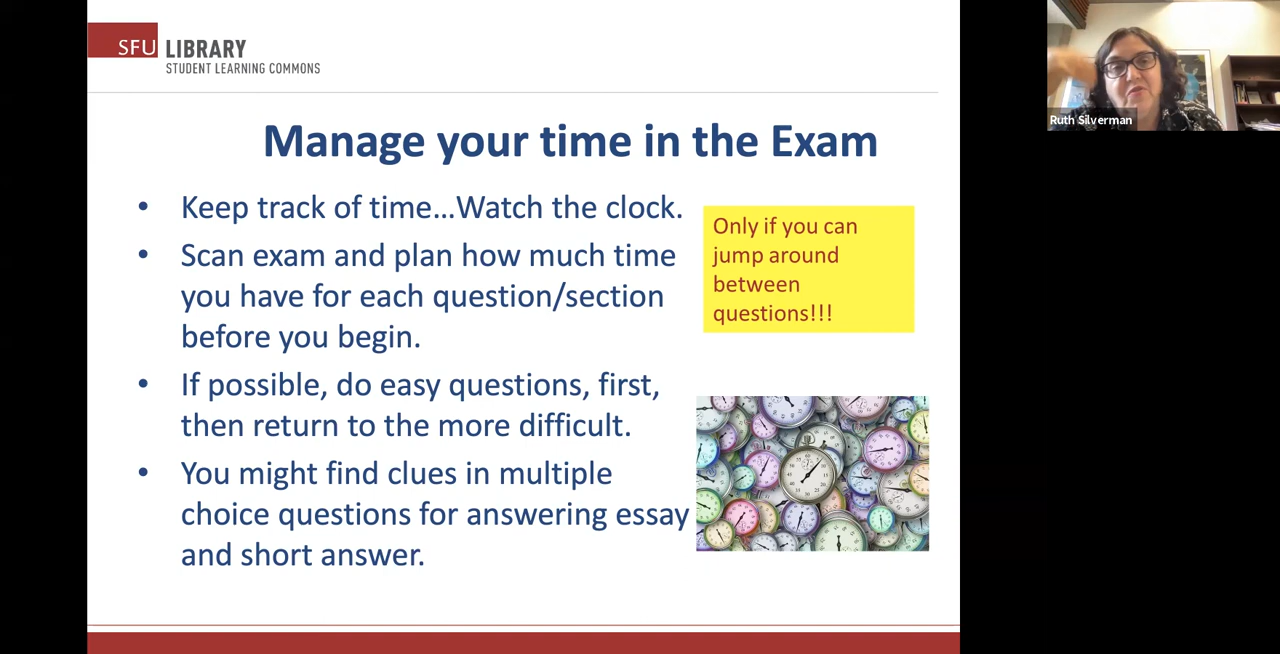 SFU LIBRARY
STUDENT LEARNING COMMONS
Ruth Silverman
Manage your time in the Exam
• Keep track of time...Watch the clock.
• Scan exam and plan how much time
you have for each question/section
before you begin.
• If possible, do easy questions, first,
then return to the more difficult.
• You might find clues in multiple
choice questions for answering essay
and short answer.
Only if you can
jump around
between
questions!!!